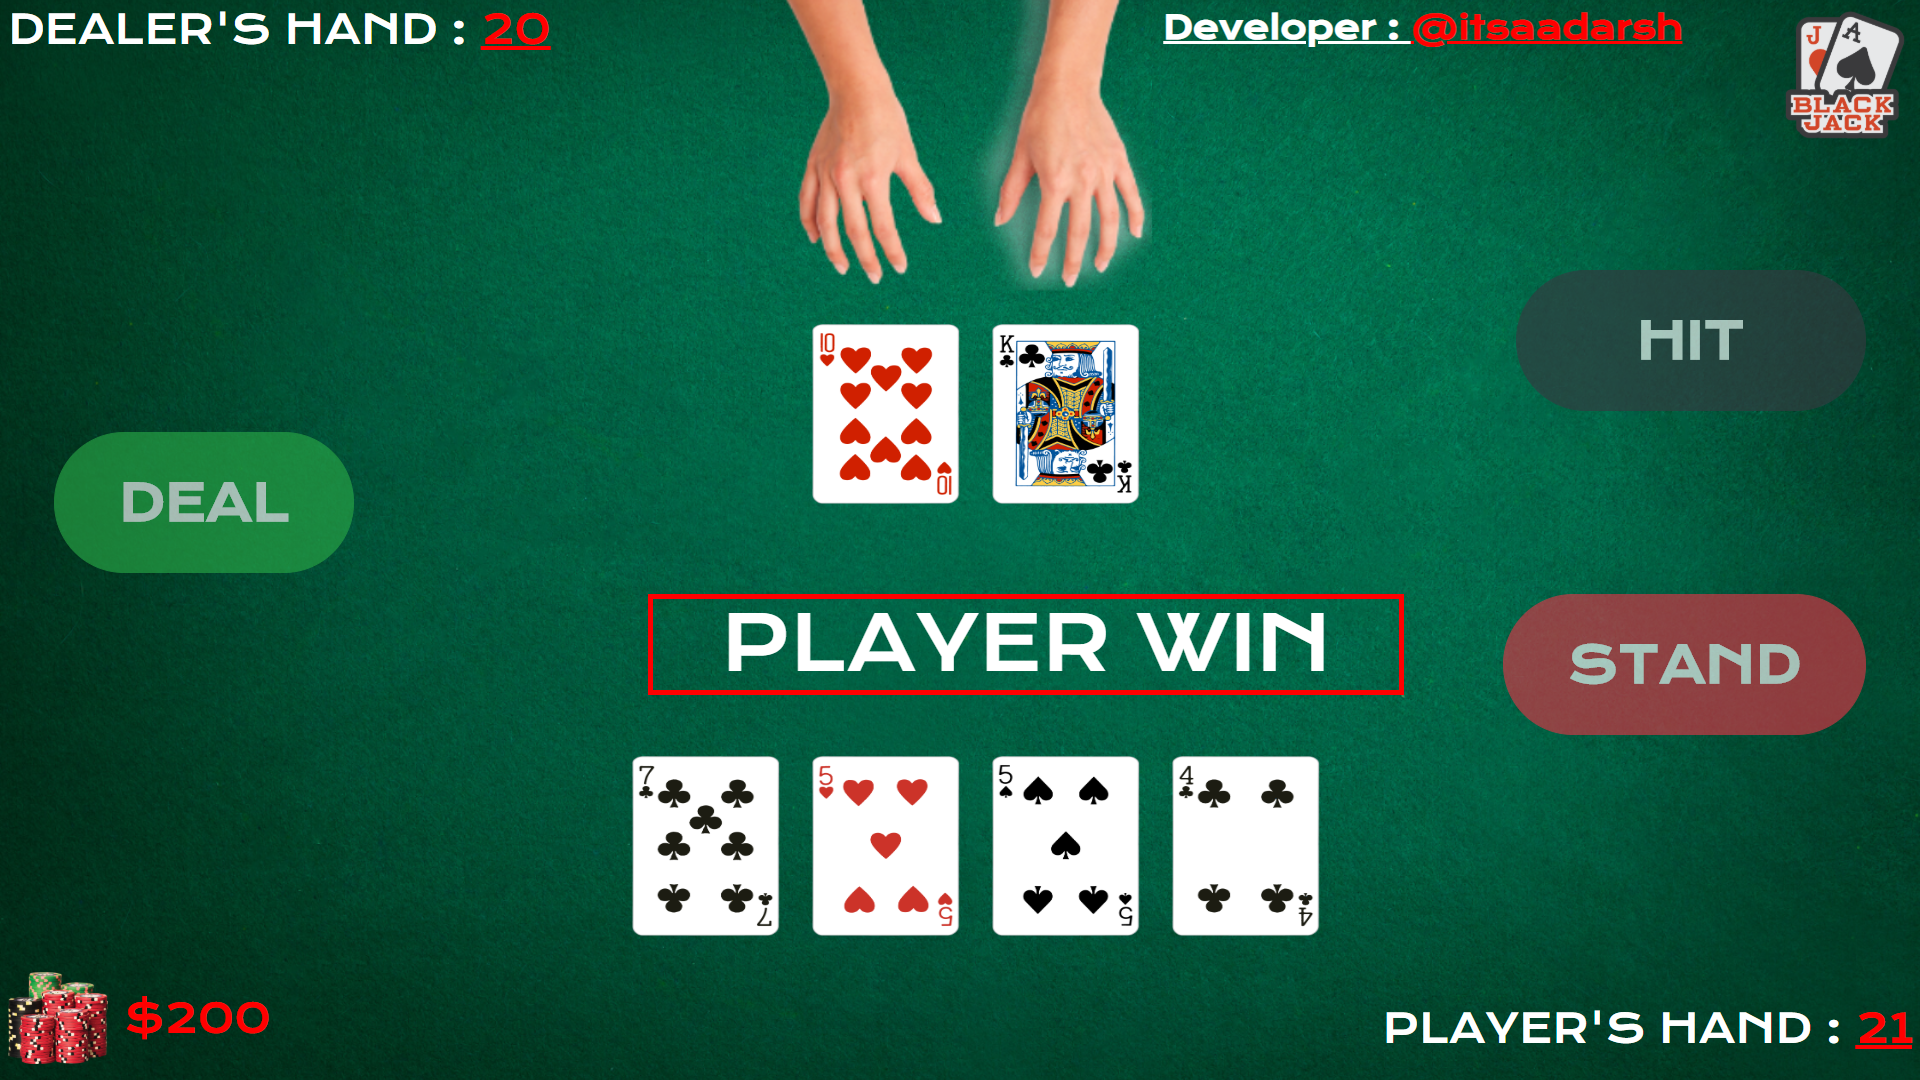 DEALER'S HAND : 20
Developer : @itsaadarsh
J A
BLACK
JACK
10 K
10 K
HIT
DEAL
PLAYER WIN
STAND
7 5 5 4
7 5 5 4
$200
PLAYER'S HAND : 21